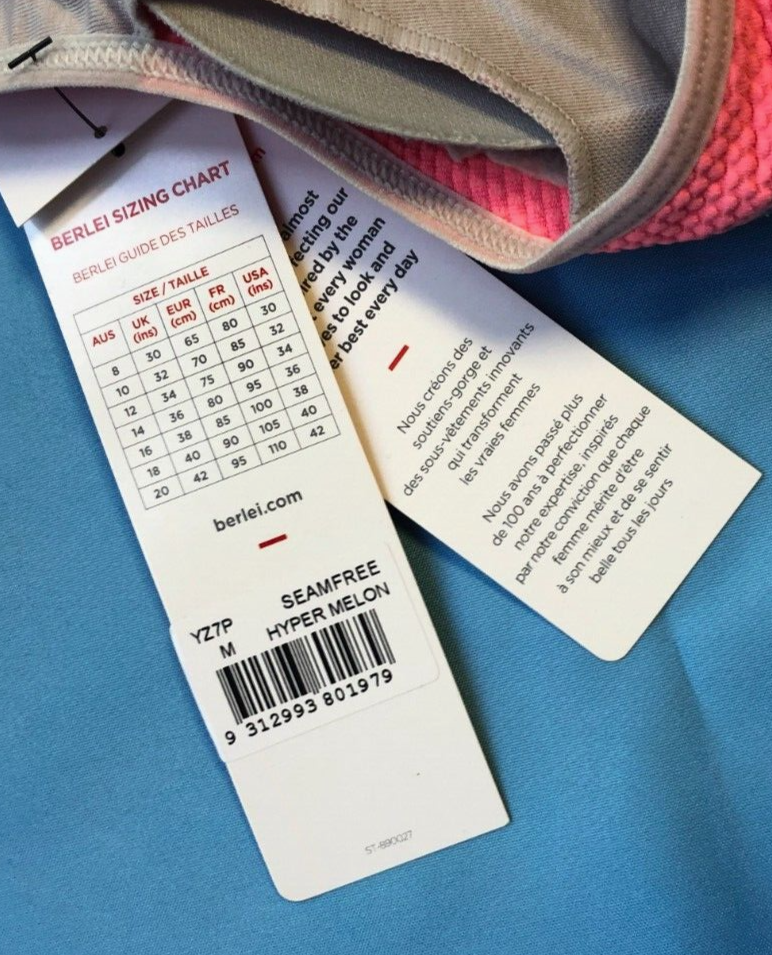 BERLEI SIZING CHART
BERLEI GUIDE DES TAILLES
SIZE / TAILLE
AUS UK (ins) EUR (cm) FR (cm) USA (ins)
8 30 65 80 30
10 32 70 85 32
12 34 75 90 34
14 36 80 95 36
16 38 85 100 38
18 40 90 105 40
20 42 95 110 42
berlei.com
YZ7P SEAMFREE
M HYPER MELON
9 312993 801979
ST-890027
almost
our
by the
every woman
to look and
best every day
Nous créons des
soutiens-gorge et
des sous-vêtements innovants
qui transforment
les vraies femmes
Nous avons passé plus
de 100 ans à perfectionner
notre expertise, inspirés
par notre conviction que chaque
femme mérite d'être
à son mieux et de se sentir
belle tous les jours